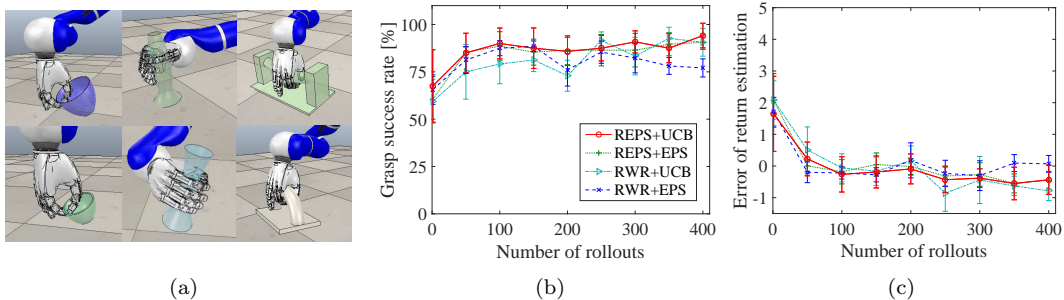 (a)
Grasp success rate [%]
100
75
50
25
0
0
100
200
300
400
Number of rollouts
REPS+UCB
REPS+EPS
RWR+UCB
RWR+EPS
(b)
Error of return estimation
5
4
3
2
1
0
-1
0
100
200
300
400
Number of rollouts
(c)